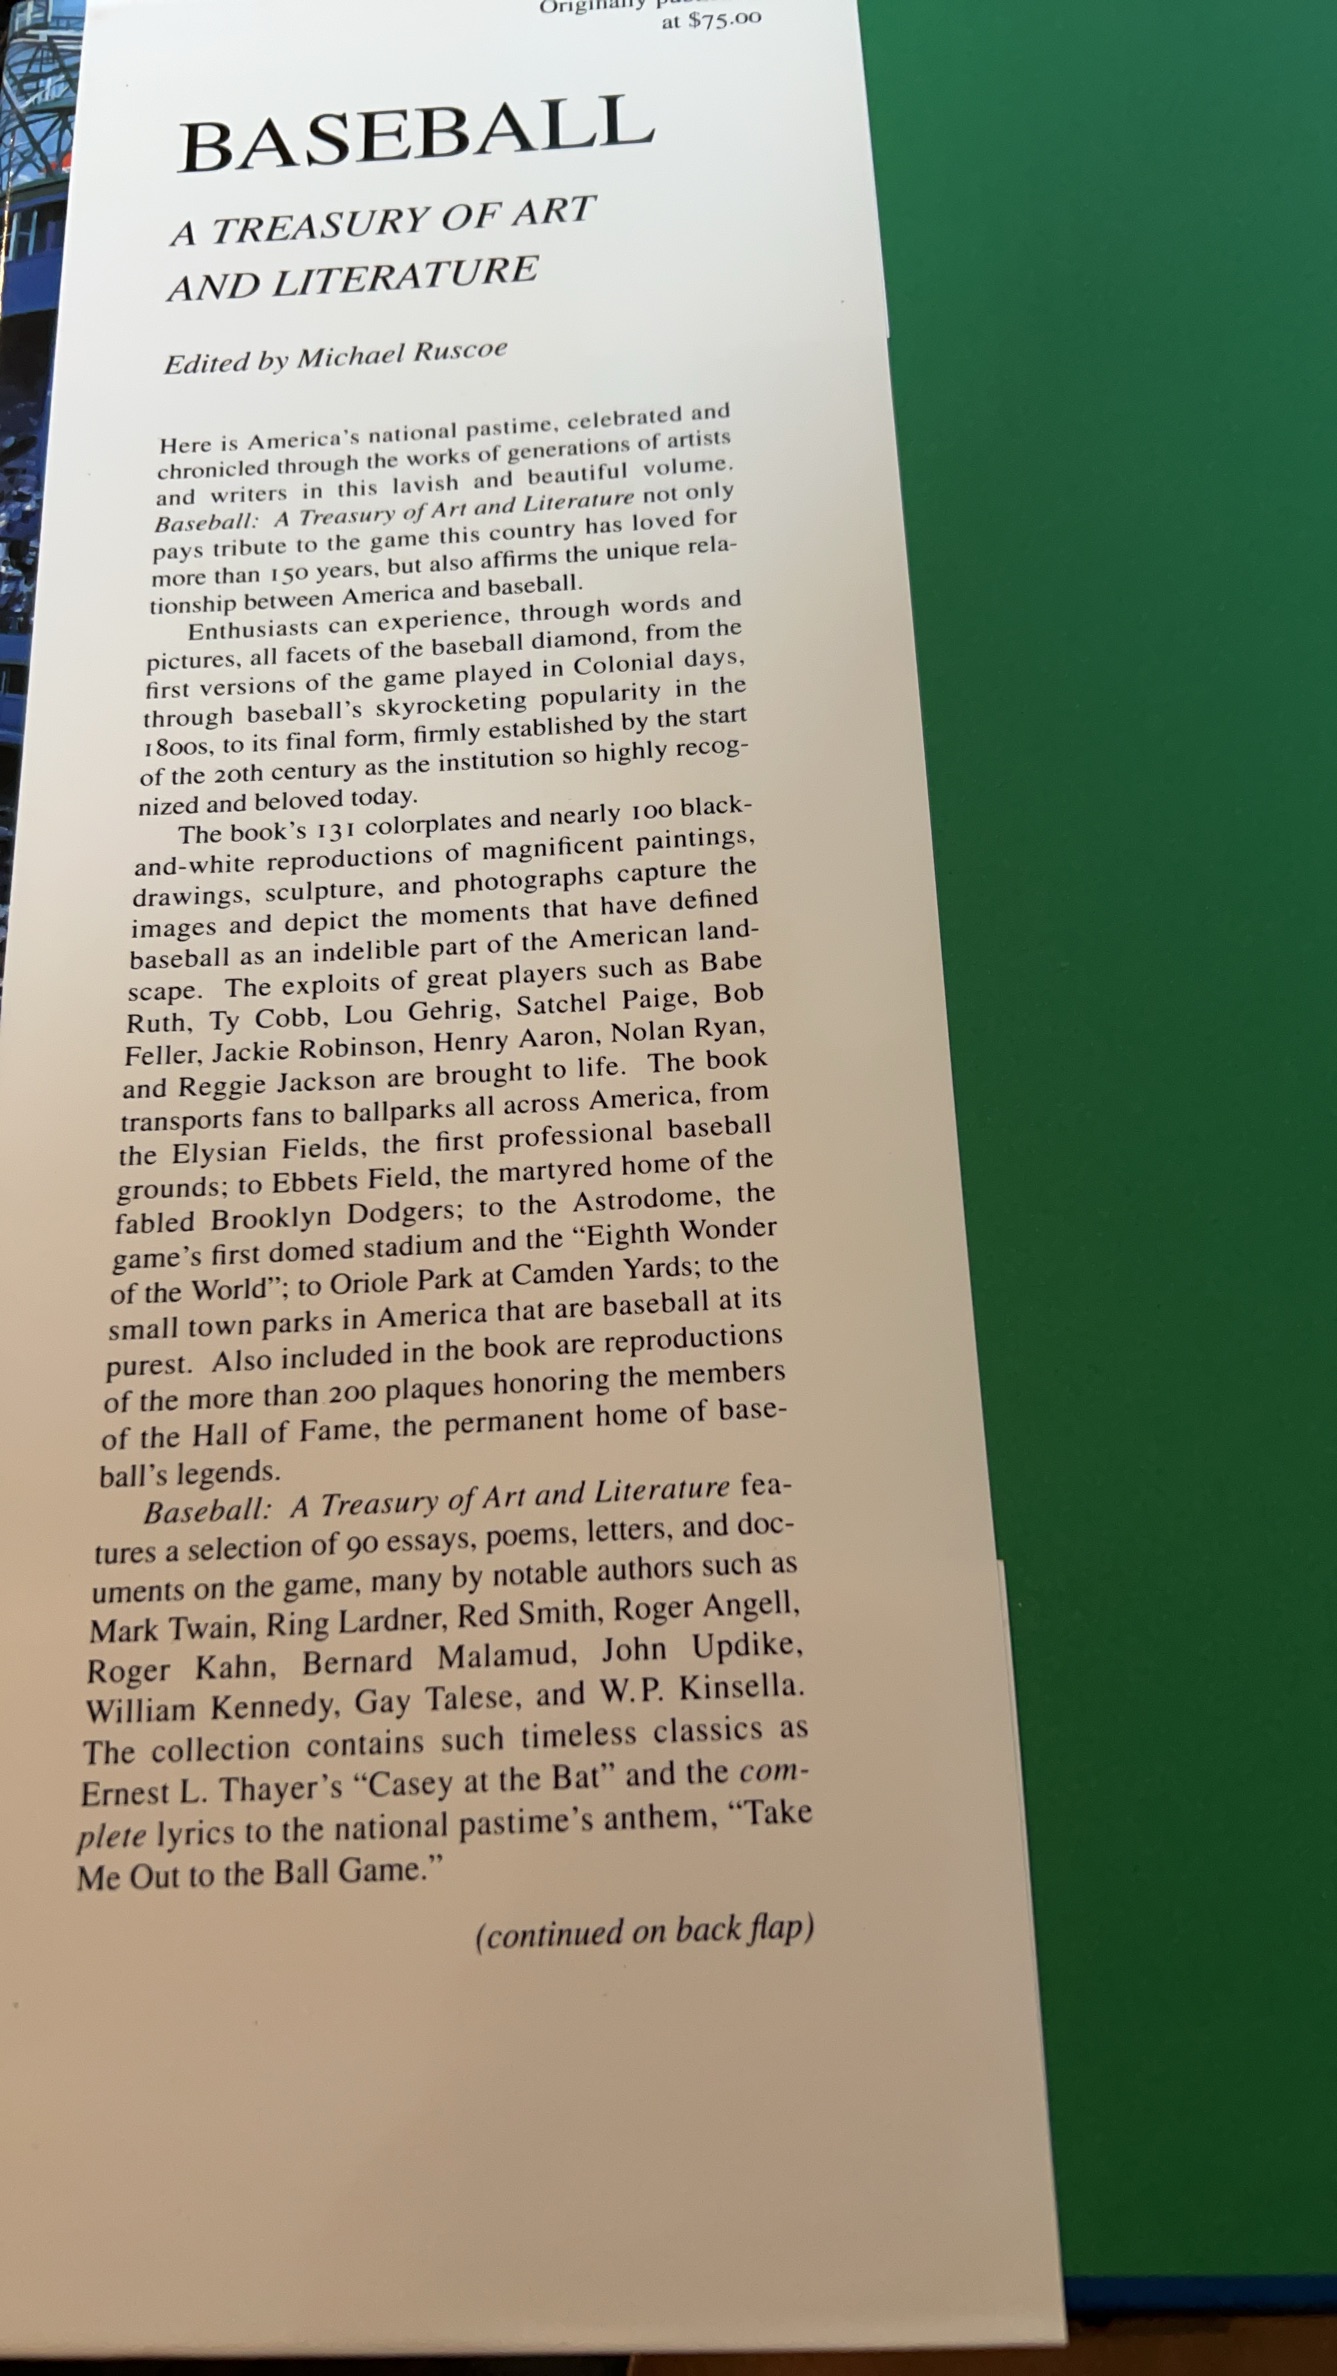 Originally
at $75.00
BASEBALL
A TREASURY OF ART
AND LITERATURE
Edited by Michael Ruscoe
Here is America's national pastime, celebrated and
chronicled through the works of generations of artists
and writers in this lavish and beautiful volume.
Baseball: A Treasury of Art and Literature not only
pays tribute to the game this country has loved for
more than 150 years, but also affirms the unique rela-
tionship between America and baseball.
Enthusiasts can experience, through words and
pictures, all facets of the baseball diamond, from the
first versions of the game played in Colonial days,
through baseball's skyrocketing popularity in the
1800s, to its final form, firmly established by the start
of the 20th century as the institution so highly recog-
nized and beloved today.
The book's 131 colorplates and nearly 100 black-
and-white reproductions of magnificent paintings,
drawings, sculpture, and photographs capture the
images and depict the moments that have defined
baseball as an indelible part of the American land-
scape. The exploits of great players such as Babe
Ruth, Ty Cobb, Lou Gehrig, Satchel Paige, Bob
Feller, Jackie Robinson, Henry Aaron, Nolan Ryan,
and Reggie Jackson are brought to life. The book
transports fans to ballparks all across America, from
the Elysian Fields, the first professional baseball
grounds; to Ebbets Field, the martyred home of the
fabled Brooklyn Dodgers; to the Astrodome, the
game's first domed stadium and the “Eighth Wonder
of the World”; to Oriole Park at Camden Yards; to the
small town parks in America that are baseball at its
purest. Also included in the book are reproductions
of the more than 200 plaques honoring the members
of the Hall of Fame, the permanent home of base-
ball's legends.
Baseball: A Treasury of Art and Literature fea-
tures a selection of 90 essays, poems, letters, and doc-
uments on the game, many by notable authors such as
Mark Twain, Ring Lardner, Red Smith, Roger Angell,
Roger Kahn, Bernard Malamud, John Updike,
William Kennedy, Gay Talese, and W.P. Kinsella.
The collection contains such timeless classics as
Ernest L. Thayer's “Casey at the Bat” and the com-
plete lyrics to the national pastime's anthem, “Take
Me Out to the Ball Game.”
(continued on back flap)